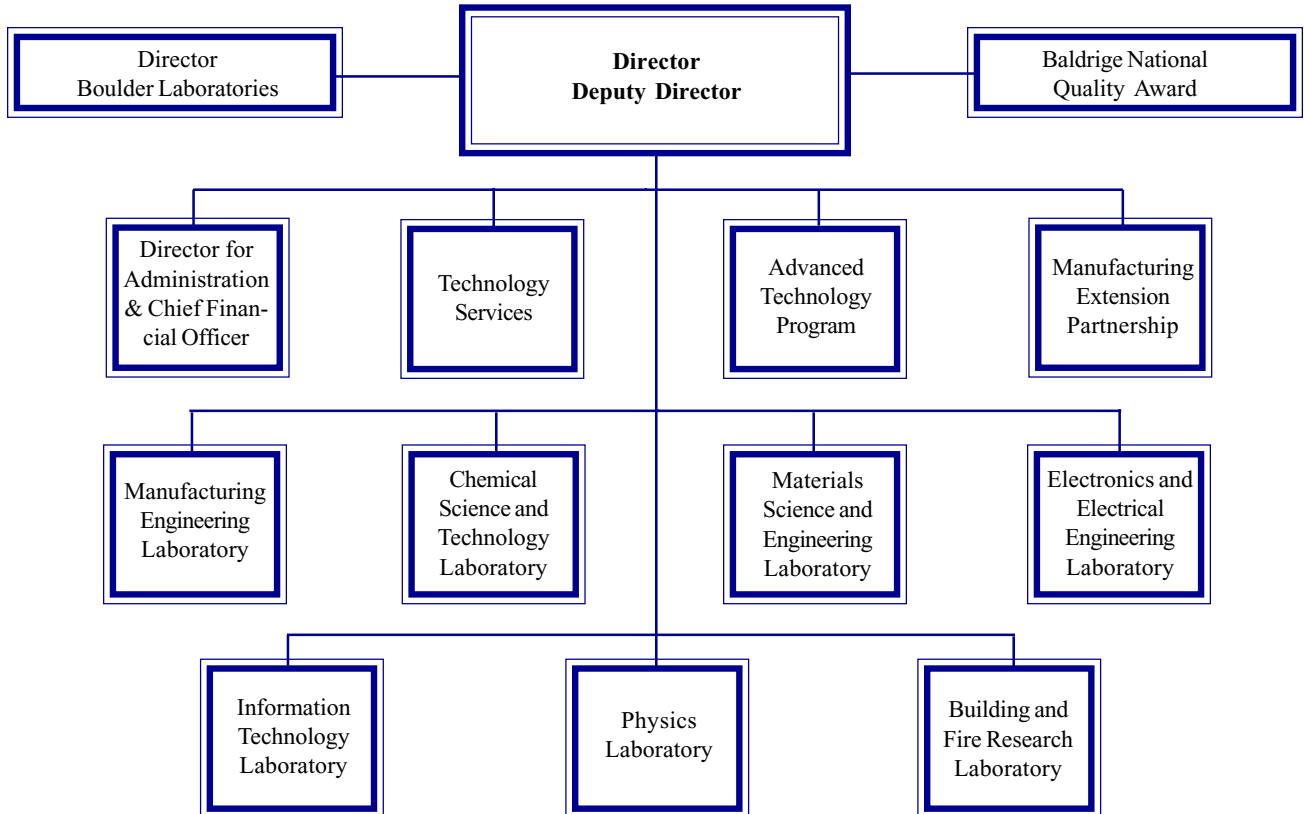 Director
Boulder Laboratories
Director
Deputy Director
Baldrige National
Quality Award
Director for
Administration
& Chief Finan-
cial Officer
Technology
Services
Advanced
Technology
Program
Manufacturing
Extension
Partnership
Manufacturing
Engineering
Laboratory
Chemical
Science and
Technology
Laboratory
Materials
Science and
Engineering
Laboratory
Electronics and
Electrical
Engineering
Laboratory
Information
Technology
Laboratory
Physics
Laboratory
Building and
Fire Research
Laboratory